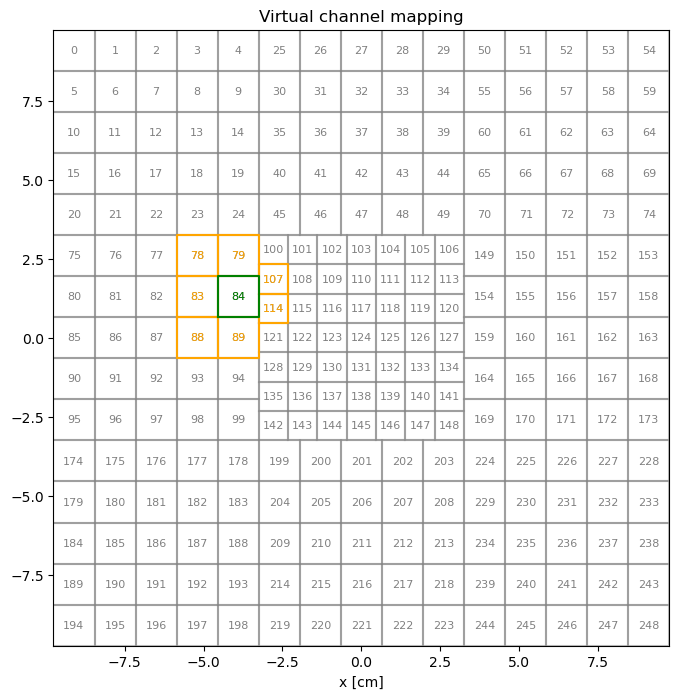 Virtual channel mapping
0 1 2 3 4 25 26 27 28 29 50 51 52 53 54
7.5
5 6 7 8 9 30 31 32 33 34 55 56 57 58 59
10 11 12 13 14 35 36 37 38 39 60 61 62 63 64
5.0
15 16 17 18 19 40 41 42 43 44 65 66 67 68 69
20 21 22 23 24 45 46 47 48 49 70 71 72 73 74
2.5
75 76 77 78 79 100 101 102 103 104 105 106 149 150 151 152 153
107 108 109 110 111 112 113
80 81 82 83 84 114 115 116 117 118 119 120 154 155 156 157 158
0.0
85 86 87 88 89 121 122 123 124 125 126 127 159 160 161 162 163
128 129 130 131 132 133 134
90 91 92 93 94 135 136 137 138 139 140 141 164 165 166 167 168
−2.5
95 96 97 98 99 142 143 144 145 146 147 148 169 170 171 172 173
174 175 176 177 178 199 200 201 202 203 224 225 226 227 228
−5.0
179 180 181 182 183 204 205 206 207 208 229 230 231 232 233
184 185 186 187 188 209 210 211 212 213 234 235 236 237 238
−7.5
189 190 191 192 193 214 215 216 217 218 239 240 241 242 243
194 195 196 197 198 219 220 221 222 223 244 245 246 247 248
−7.5 −5.0 −2.5 0.0 2.5 5.0 7.5
x [cm]